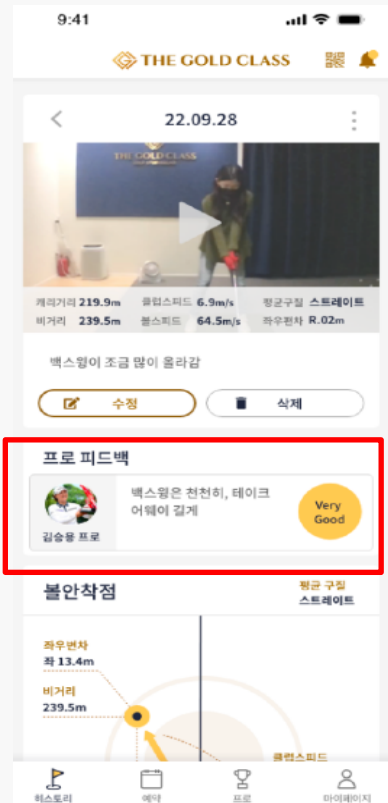 9:41
THE GOLD CLASS
22.09.28
THE GOLD CLASS
캐리거리 219.9m 클럽스피드 6.9m/s 평균구질 스트레이트
비거리 239.5m 볼스피드 64.5m/s 좌우편차 R.02m
백스윙이 조금 많이 올라감
수정 삭제
프로 피드백
백스윙은 천천히, 테이크
어웨이 길게
Very
Good
김승용 프로
볼안착점
평균 구질
스트레이트
좌우편차
좌 13.4m
비거리
239.5m
클럽스피드
히스토리 예약 프로 마이페이지